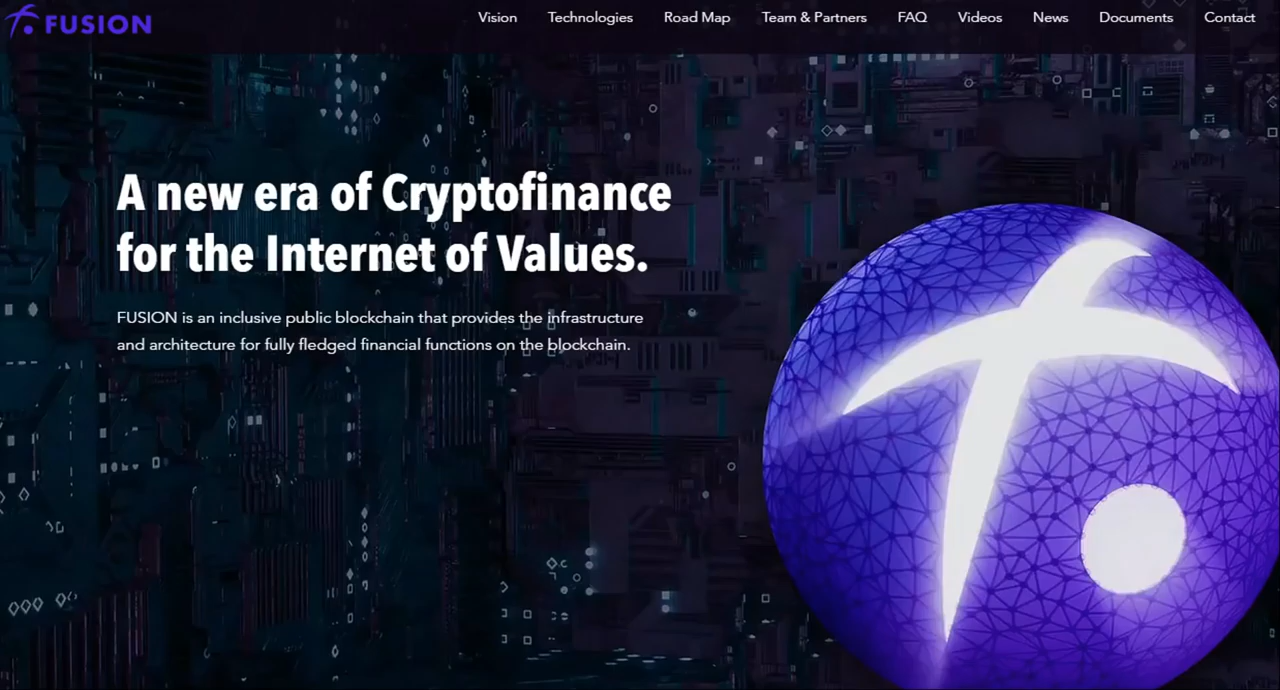 FUSION
Vision Technologies Road Map Team & Partners FAQ Videos News Documents Contact
A new era of Cryptofinance
for the Internet of Values.
FUSION is an inclusive public blockchain that provides the infrastructure
and architecture for fully fledged financial functions on the blockchain.